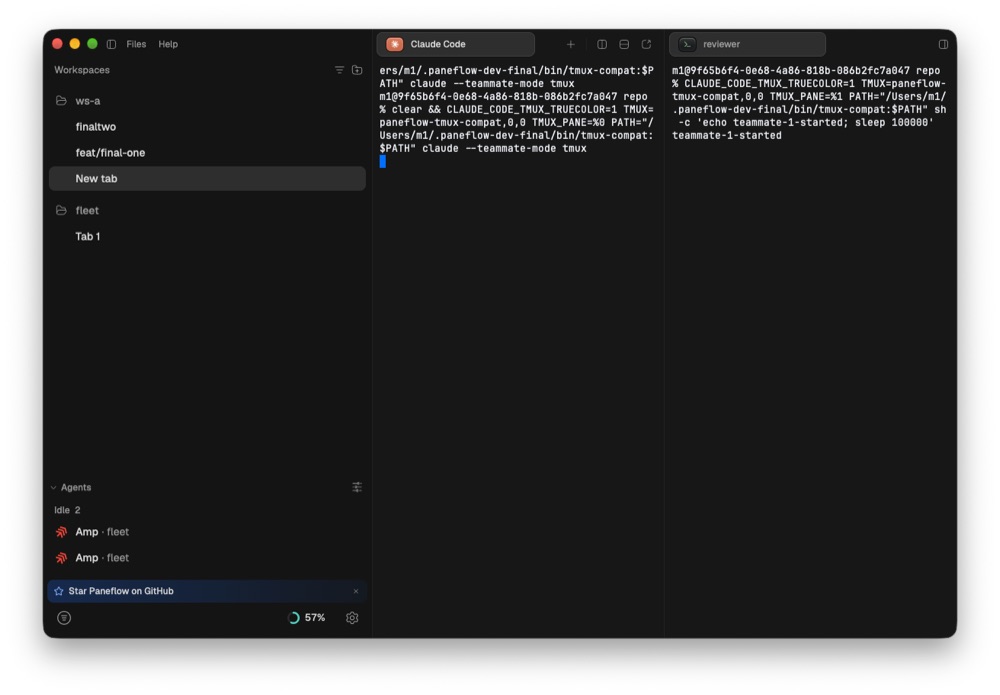 Files Help
Workspaces
ws-a
finaltwo
feat/final-one
New tab
fleet
Tab 1
Agents
Idle 2
Amp · fleet
Amp · fleet
Star Paneflow on GitHub ×
57%
Claude Code
ers/m1/.paneflow-dev-final/bin/tmux-compat:$P
ATH" claude --teammate-mode tmux
m1@9f65b6f4-0e68-4a86-818b-086b2fc7a047 repo
% clear && CLAUDE_CODE_TMUX_TRUECOLOR=1 TMUX=
paneflow-tmux-compat,0,0 TMUX_PANE=%0 PATH="/
Users/m1/.paneflow-dev-final/bin/tmux-compat:
$PATH" claude --teammate-mode tmux
reviewer
m1@9f65b6f4-0e68-4a86-818b-086b2fc7a047 repo
% CLAUDE_CODE_TMUX_TRUECOLOR=1 TMUX=paneflow-
tmux-compat,0,0 TMUX_PANE=%1 PATH="/Users/m1/
.paneflow-dev-final/bin/tmux-compat:$PATH" sh
-c 'echo teammate-1-started; sleep 100000'
teammate-1-started